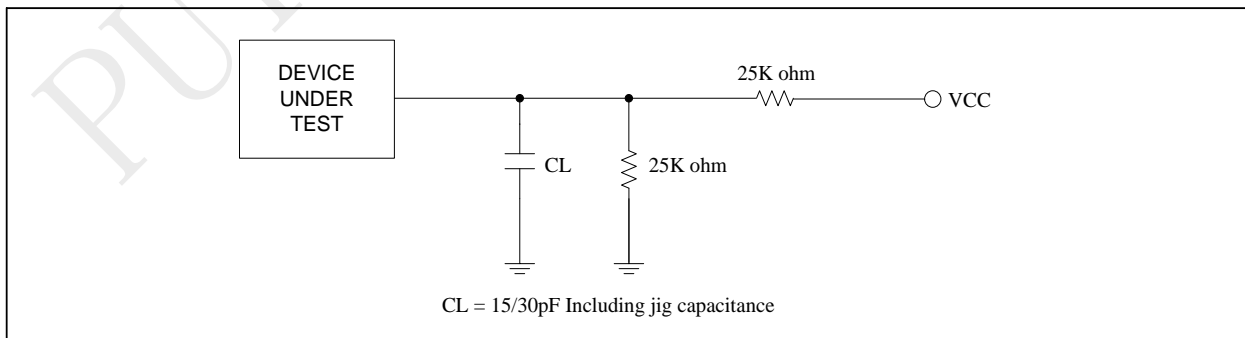 DEVICE
UNDER
TEST
25K ohm
VCC
CL
25K ohm
CL = 15/30pF Including jig capacitance